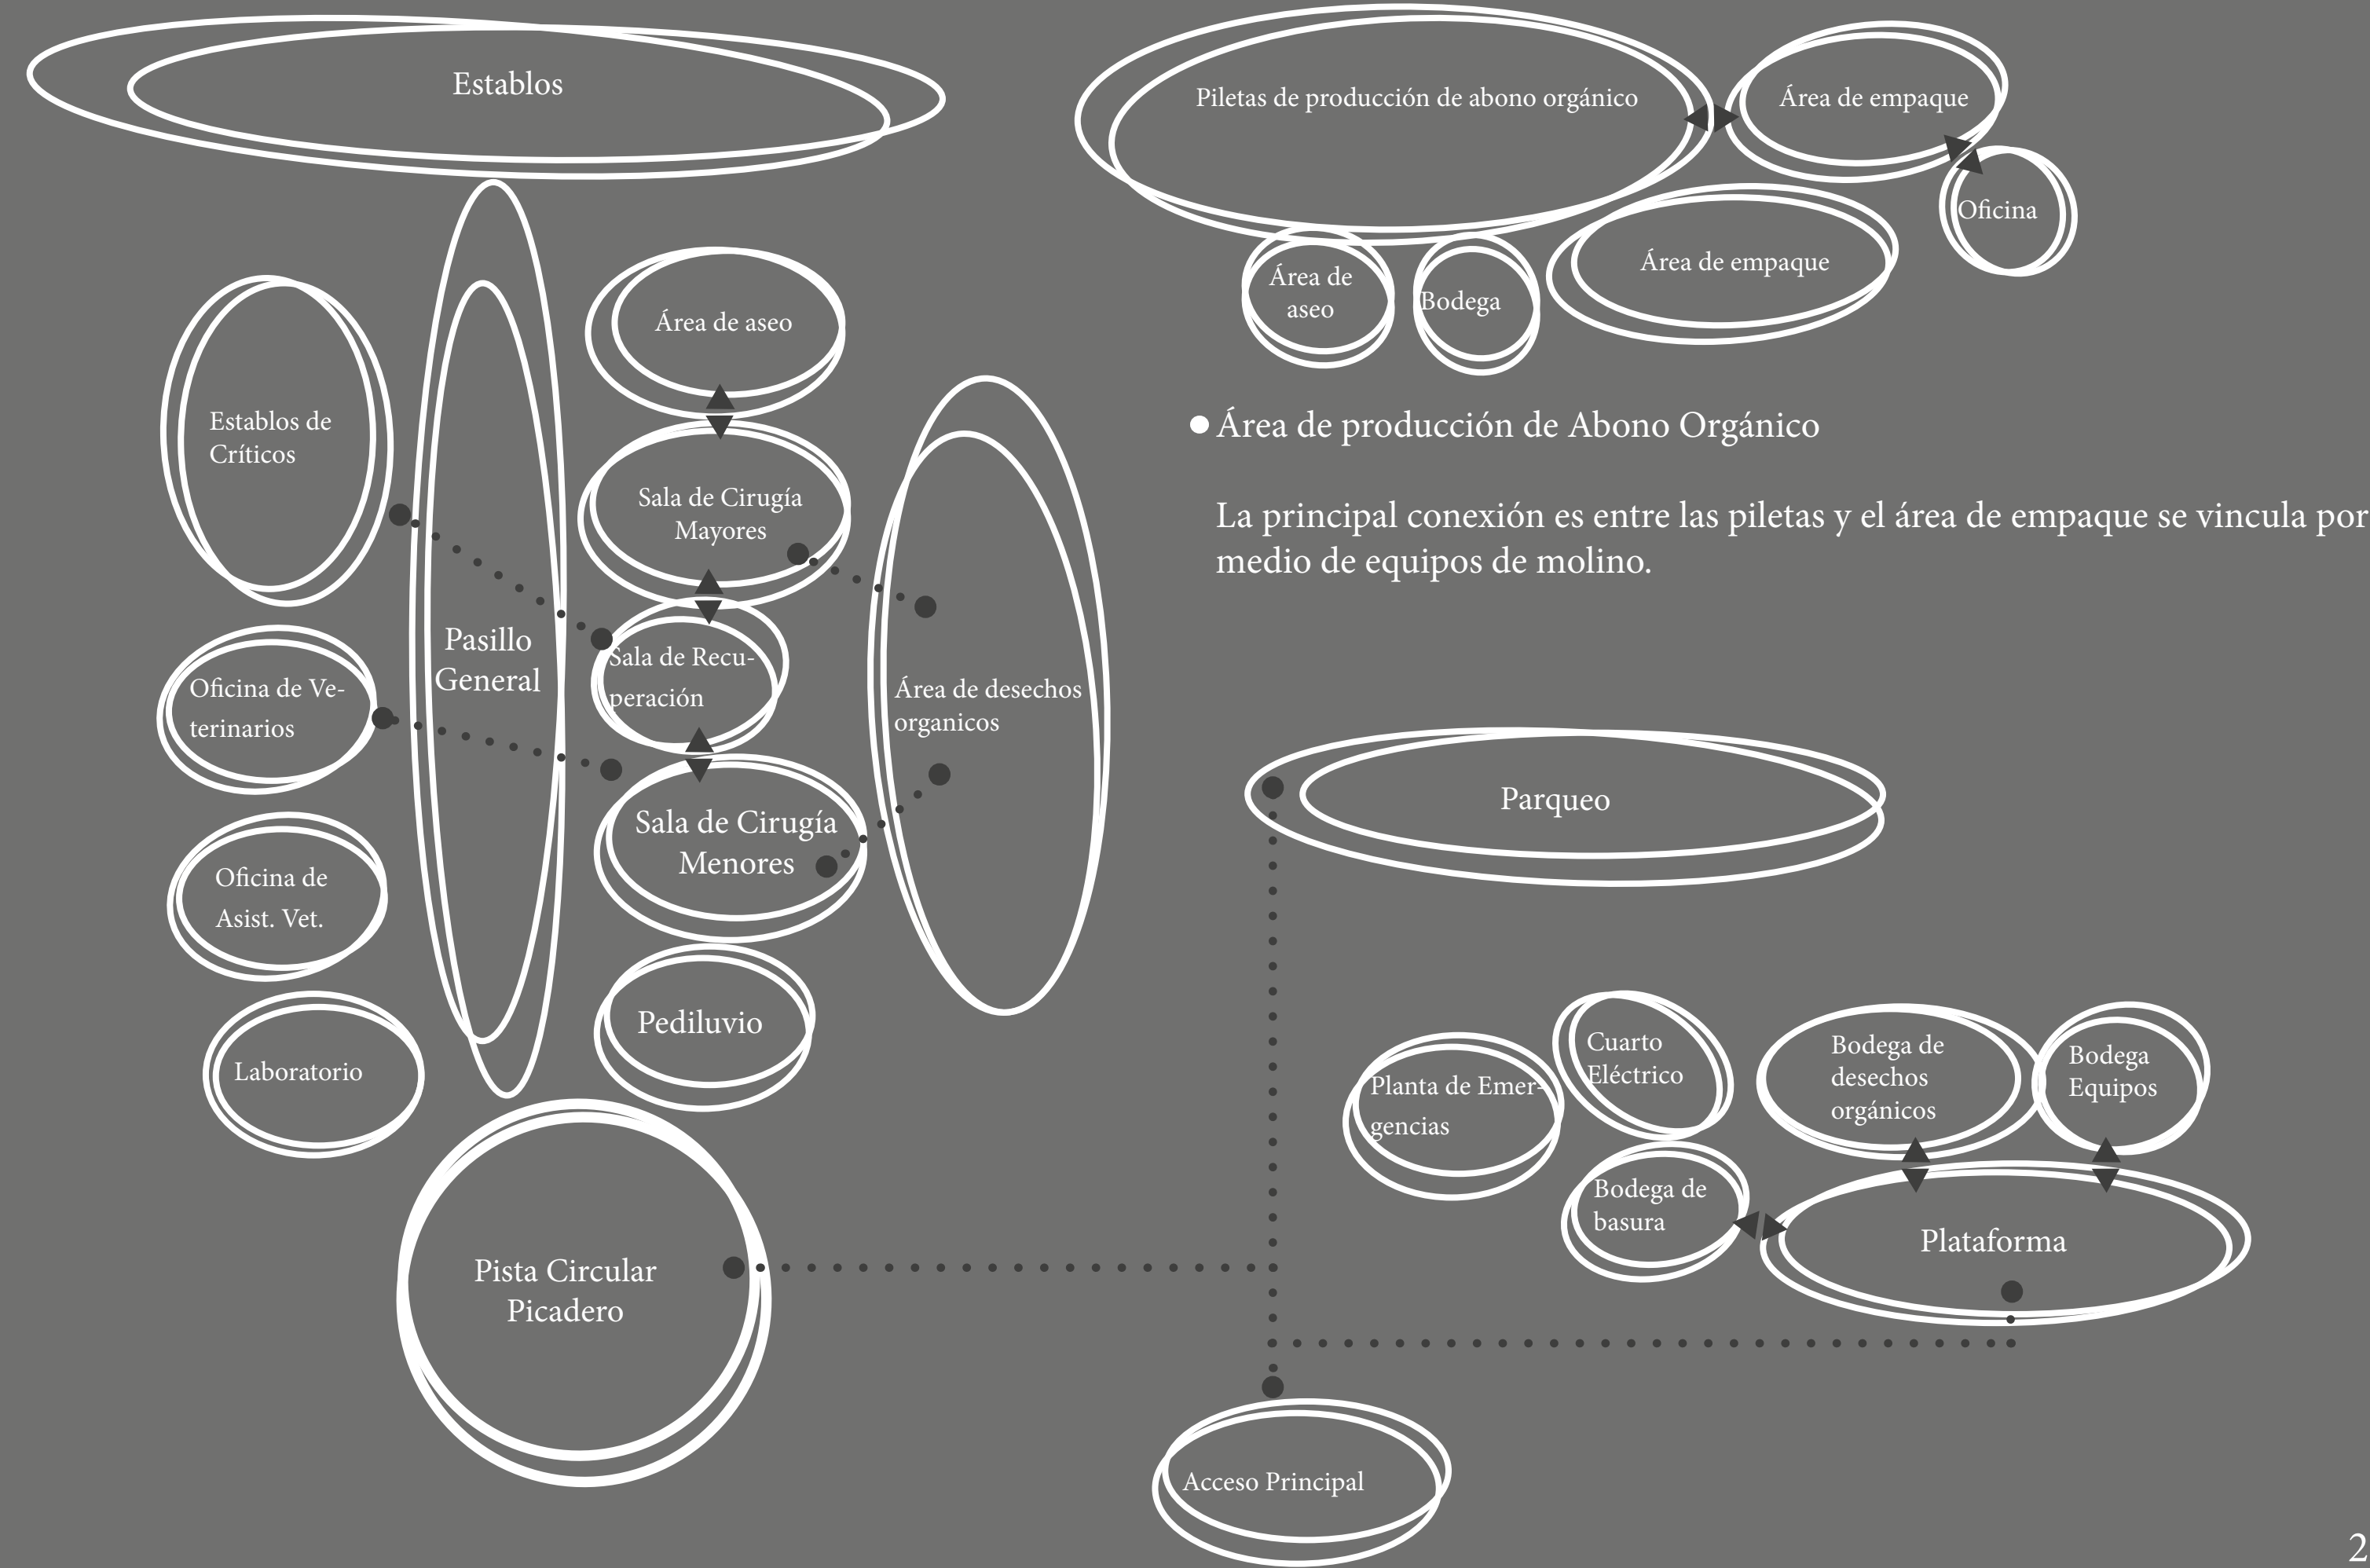 Establos
Piletas de producción de abono orgánico
Área de empaque
Oficina
Área de empaque
Área de
aseo
Bodega
Área de aseo
Establos de
Críticos
Área de producción de Abono Orgánico
La principal conexión es entre las piletas y el área de empaque se vincula por
medio de equipos de molino.
Sala de Cirugía
Mayores
Pasillo
General
Sala de Recu-
peración
Oficina de Ve-
terinarios
Área de desechos
organicos
Sala de Cirugía
Menores
Parqueo
Oficina de
Asist. Vet.
Pediluvio
Laboratorio
Cuarto
Eléctrico
Planta de Emer-
gencias
Bodega de
desechos
orgánicos
Bodega
Equipos
Bodega de
basura
Plataforma
Pista Circular
Picadero
Acceso Principal
2